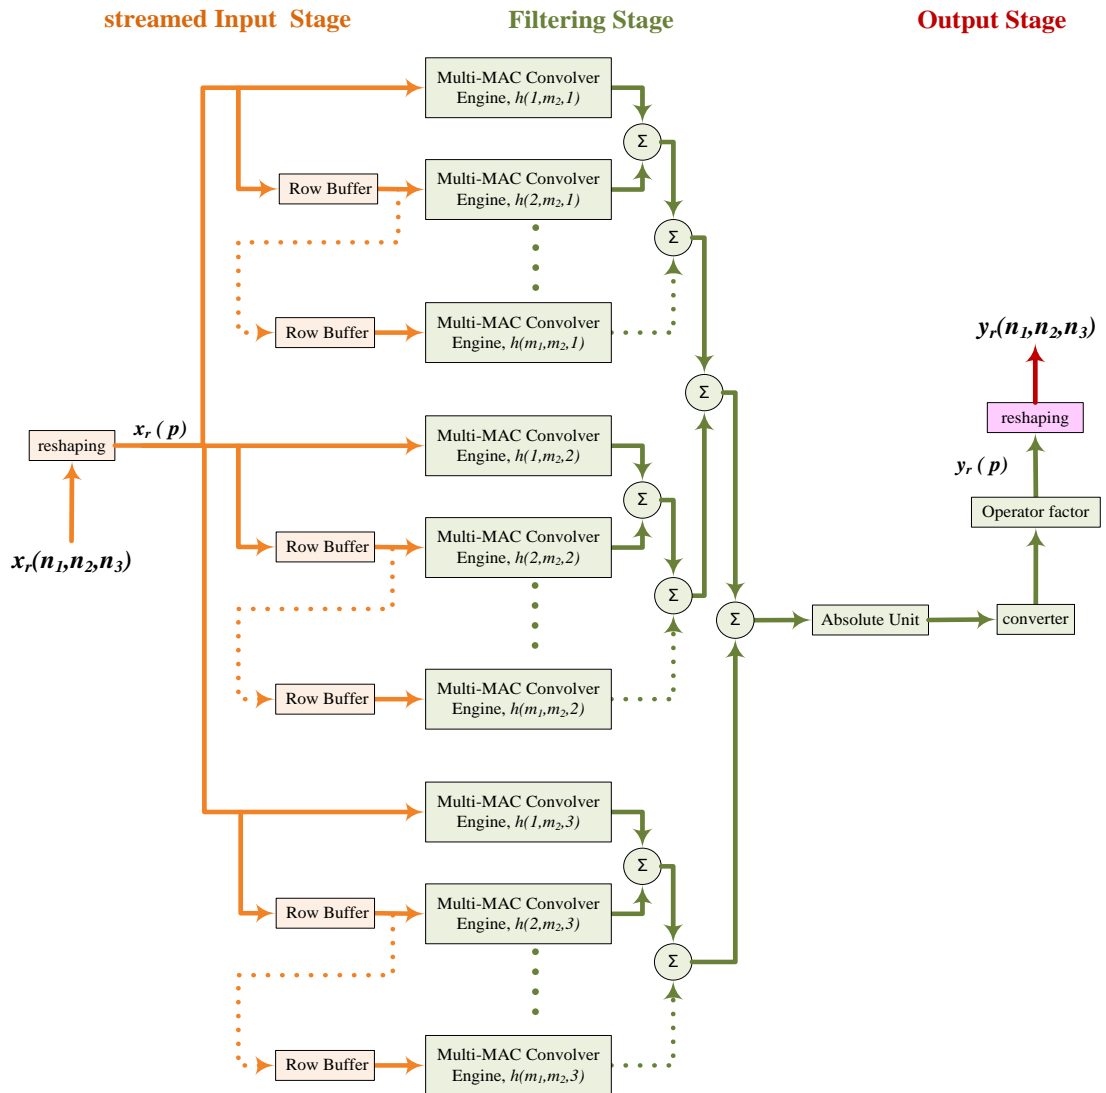 streamed Input Stage
Filtering Stage
Output Stage
Multi-MAC Convolver
Engine, h(1,m₂,1)
Σ
Row Buffer
Multi-MAC Convolver
Engine, h(2,m₂,1)
Σ
Row Buffer
Multi-MAC Convolver
Engine, h(m₁,m₂,1)
yᵣ(n₁,n₂,n₃)
Σ
reshaping
xᵣ ( p)
reshaping
Multi-MAC Convolver
Engine, h(1,m₂,2)
yᵣ ( p)
Σ
Operator factor
xᵣ(n₁,n₂,n₃)
Row Buffer
Multi-MAC Convolver
Engine, h(2,m₂,2)
Σ
Σ
Absolute Unit
converter
Row Buffer
Multi-MAC Convolver
Engine, h(m₁,m₂,2)
Multi-MAC Convolver
Engine, h(1,m₂,3)
Σ
Row Buffer
Multi-MAC Convolver
Engine, h(2,m₂,3)
Σ
Row Buffer
Multi-MAC Convolver
Engine, h(m₁,m₂,3)